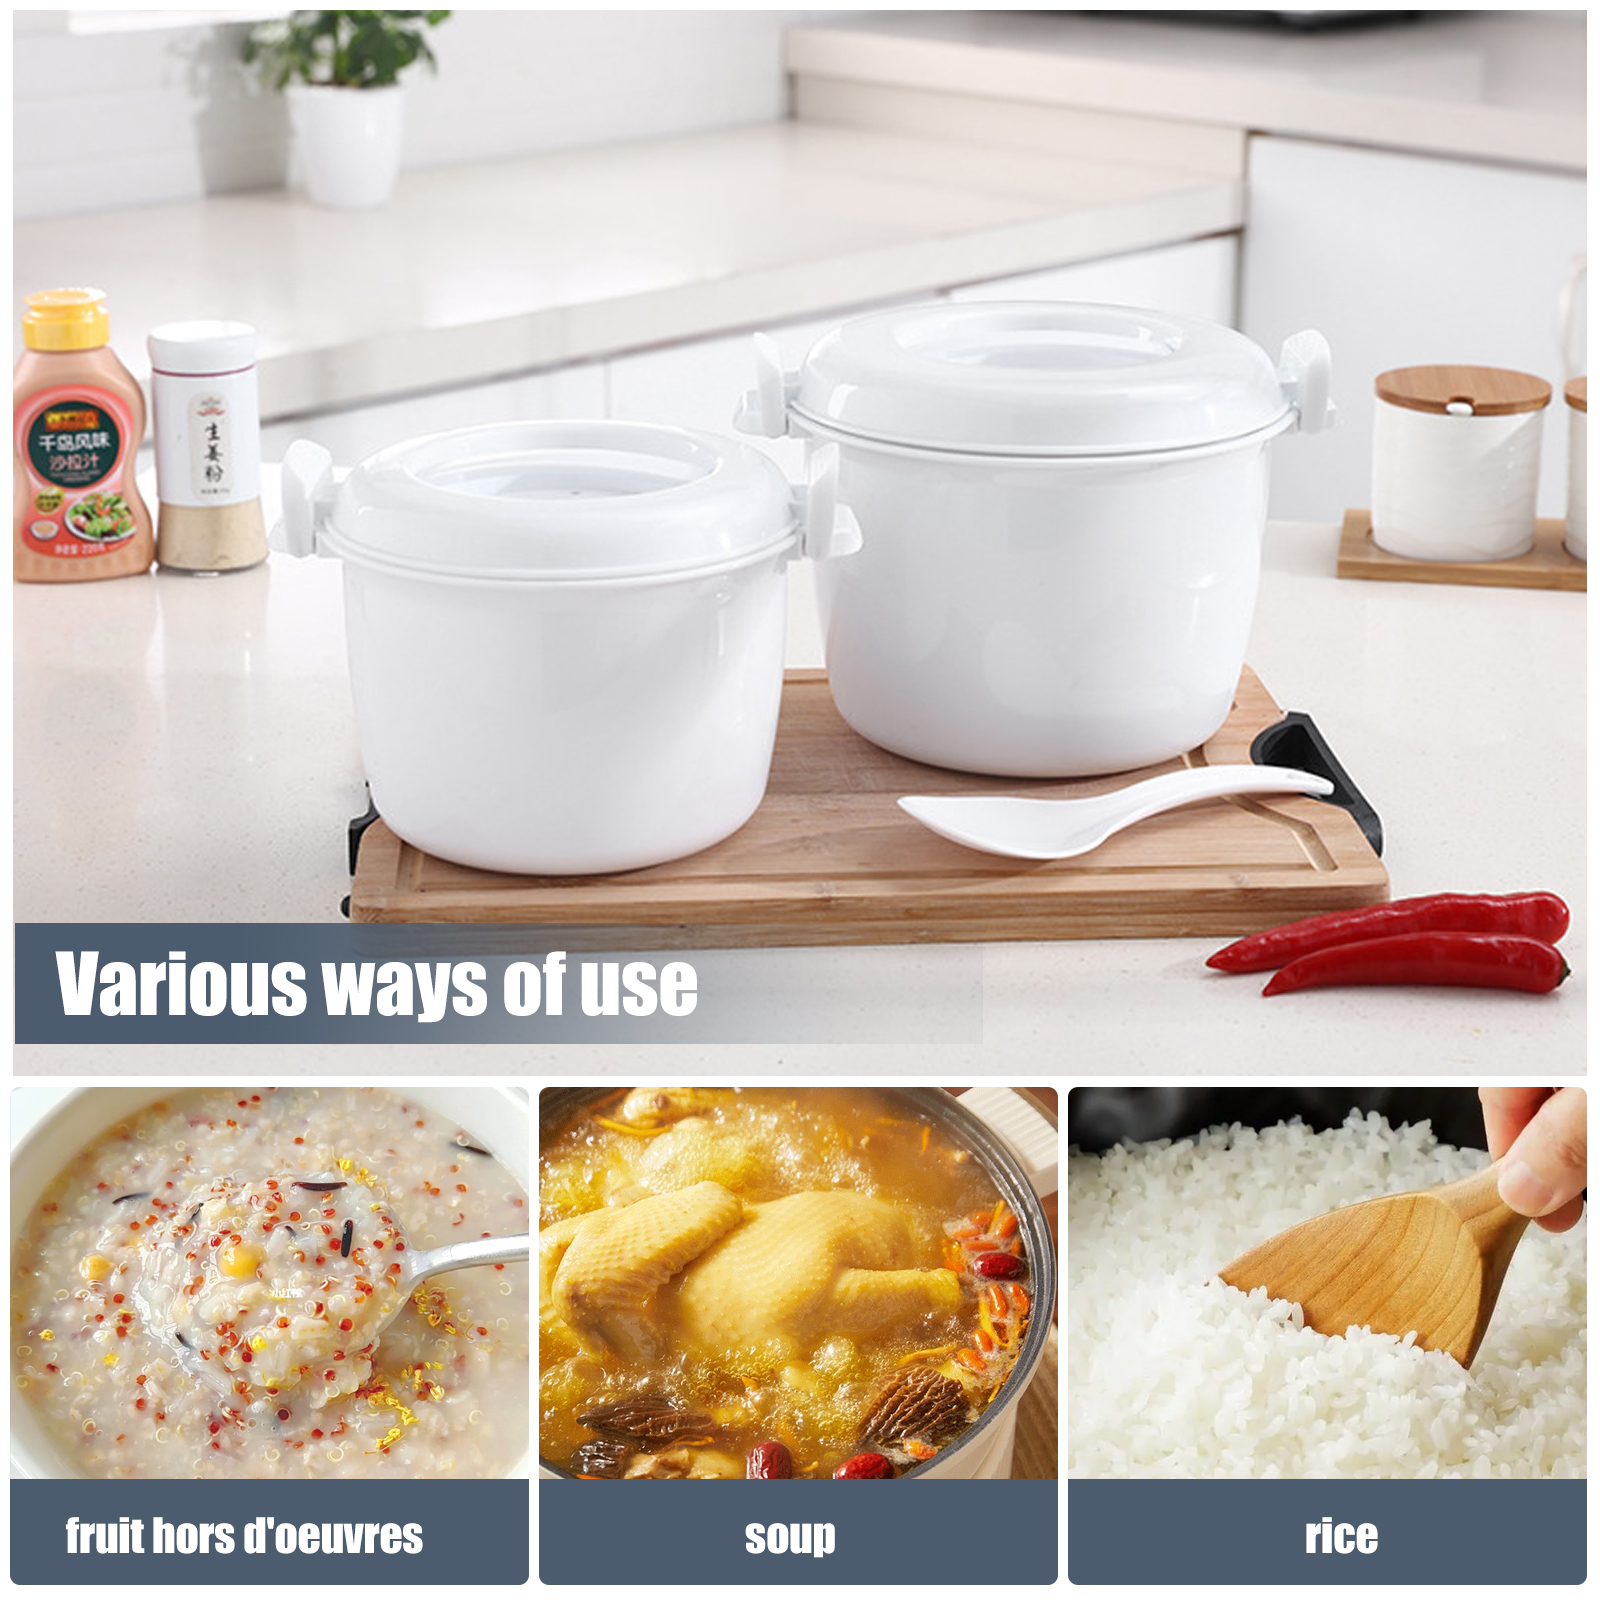 千岛风味
沙拉汁
生姜粉
Various ways of use
fruit hors d'oeuvres
soup
rice